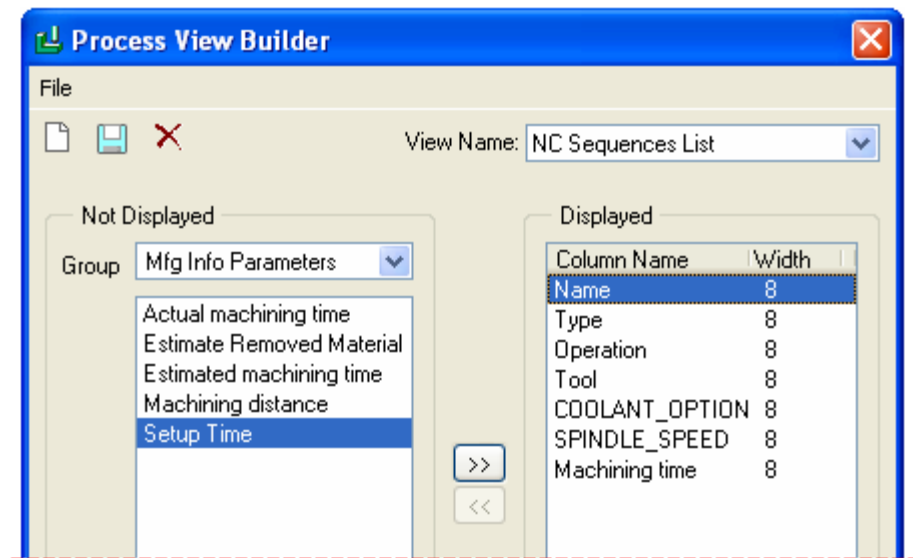 Process View Builder
File
View Name: NC Sequences List
Not Displayed
Group Mfg Info Parameters
Actual machining time
Estimate Removed Material
Estimated machining time
Machining distance
Setup Time
>>
<<
Displayed
Column Name Width
Name 8
Type 8
Operation 8
Tool 8
COOLANT_OPTION 8
SPINDLE_SPEED 8
Machining time 8